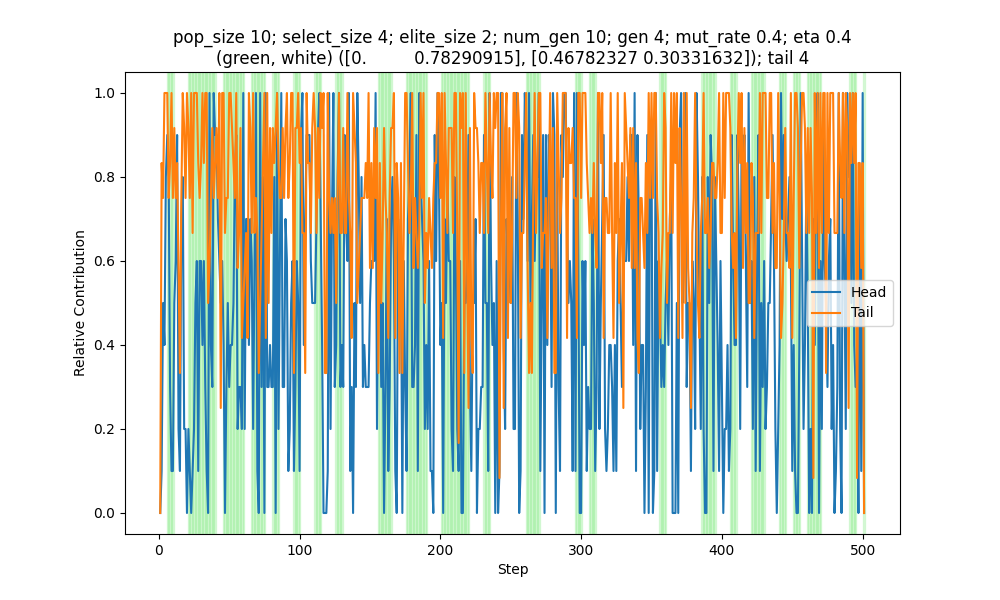 pop_size 10; select_size 4; elite_size 2; num_gen 10; gen 4; mut_rate 0.4; eta 0.4
(green, white) ([0. 0.78290915], [0.46782327 0.30331632]); tail 4
1.0
0.8
0.6
0.4
0.2
0.0
Relative Contribution
Head
Tail
0 100 200 300 400 500
Step